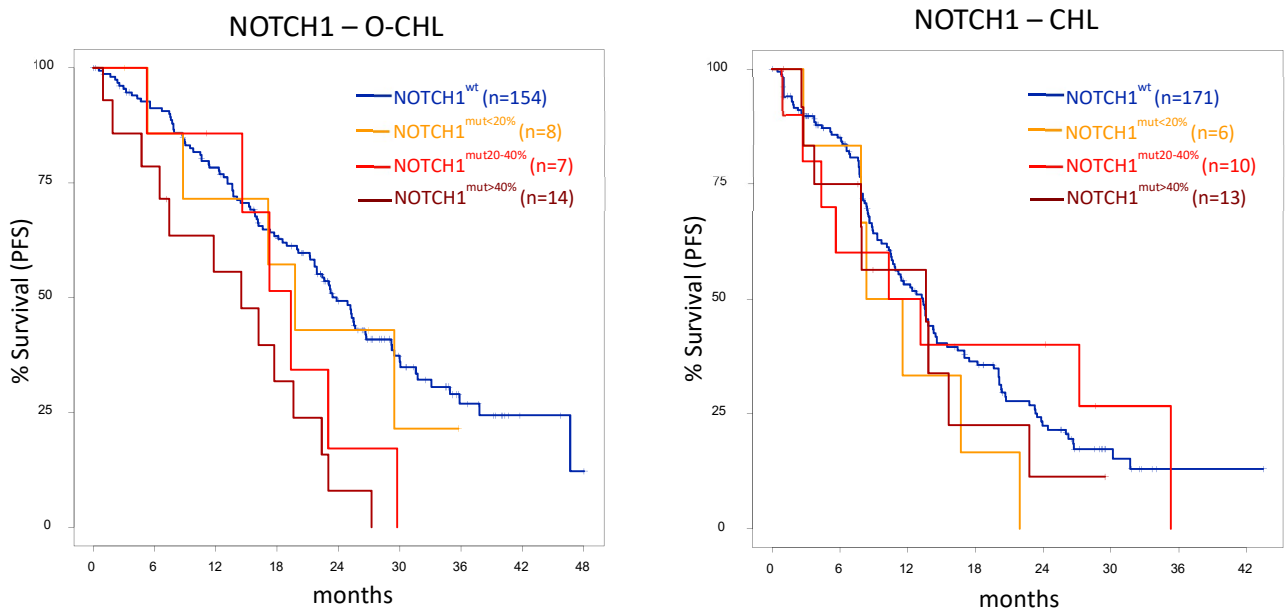 NOTCH1 – O-CHL
100
75
50
25
0
% Survival (PFS)
NOTCH1wt (n=154)
NOTCH1mut<20% (n=8)
NOTCH1mut20-40% (n=7)
NOTCH1mut>40% (n=14)
0 6 12 18 24 30 36 42 48
months
NOTCH1 – CHL
100
75
50
25
0
% Survival (PFS)
NOTCH1wt (n=171)
NOTCH1mut<20% (n=6)
NOTCH1mut20-40% (n=10)
NOTCH1mut>40% (n=13)
0 6 12 18 24 30 36 42
months